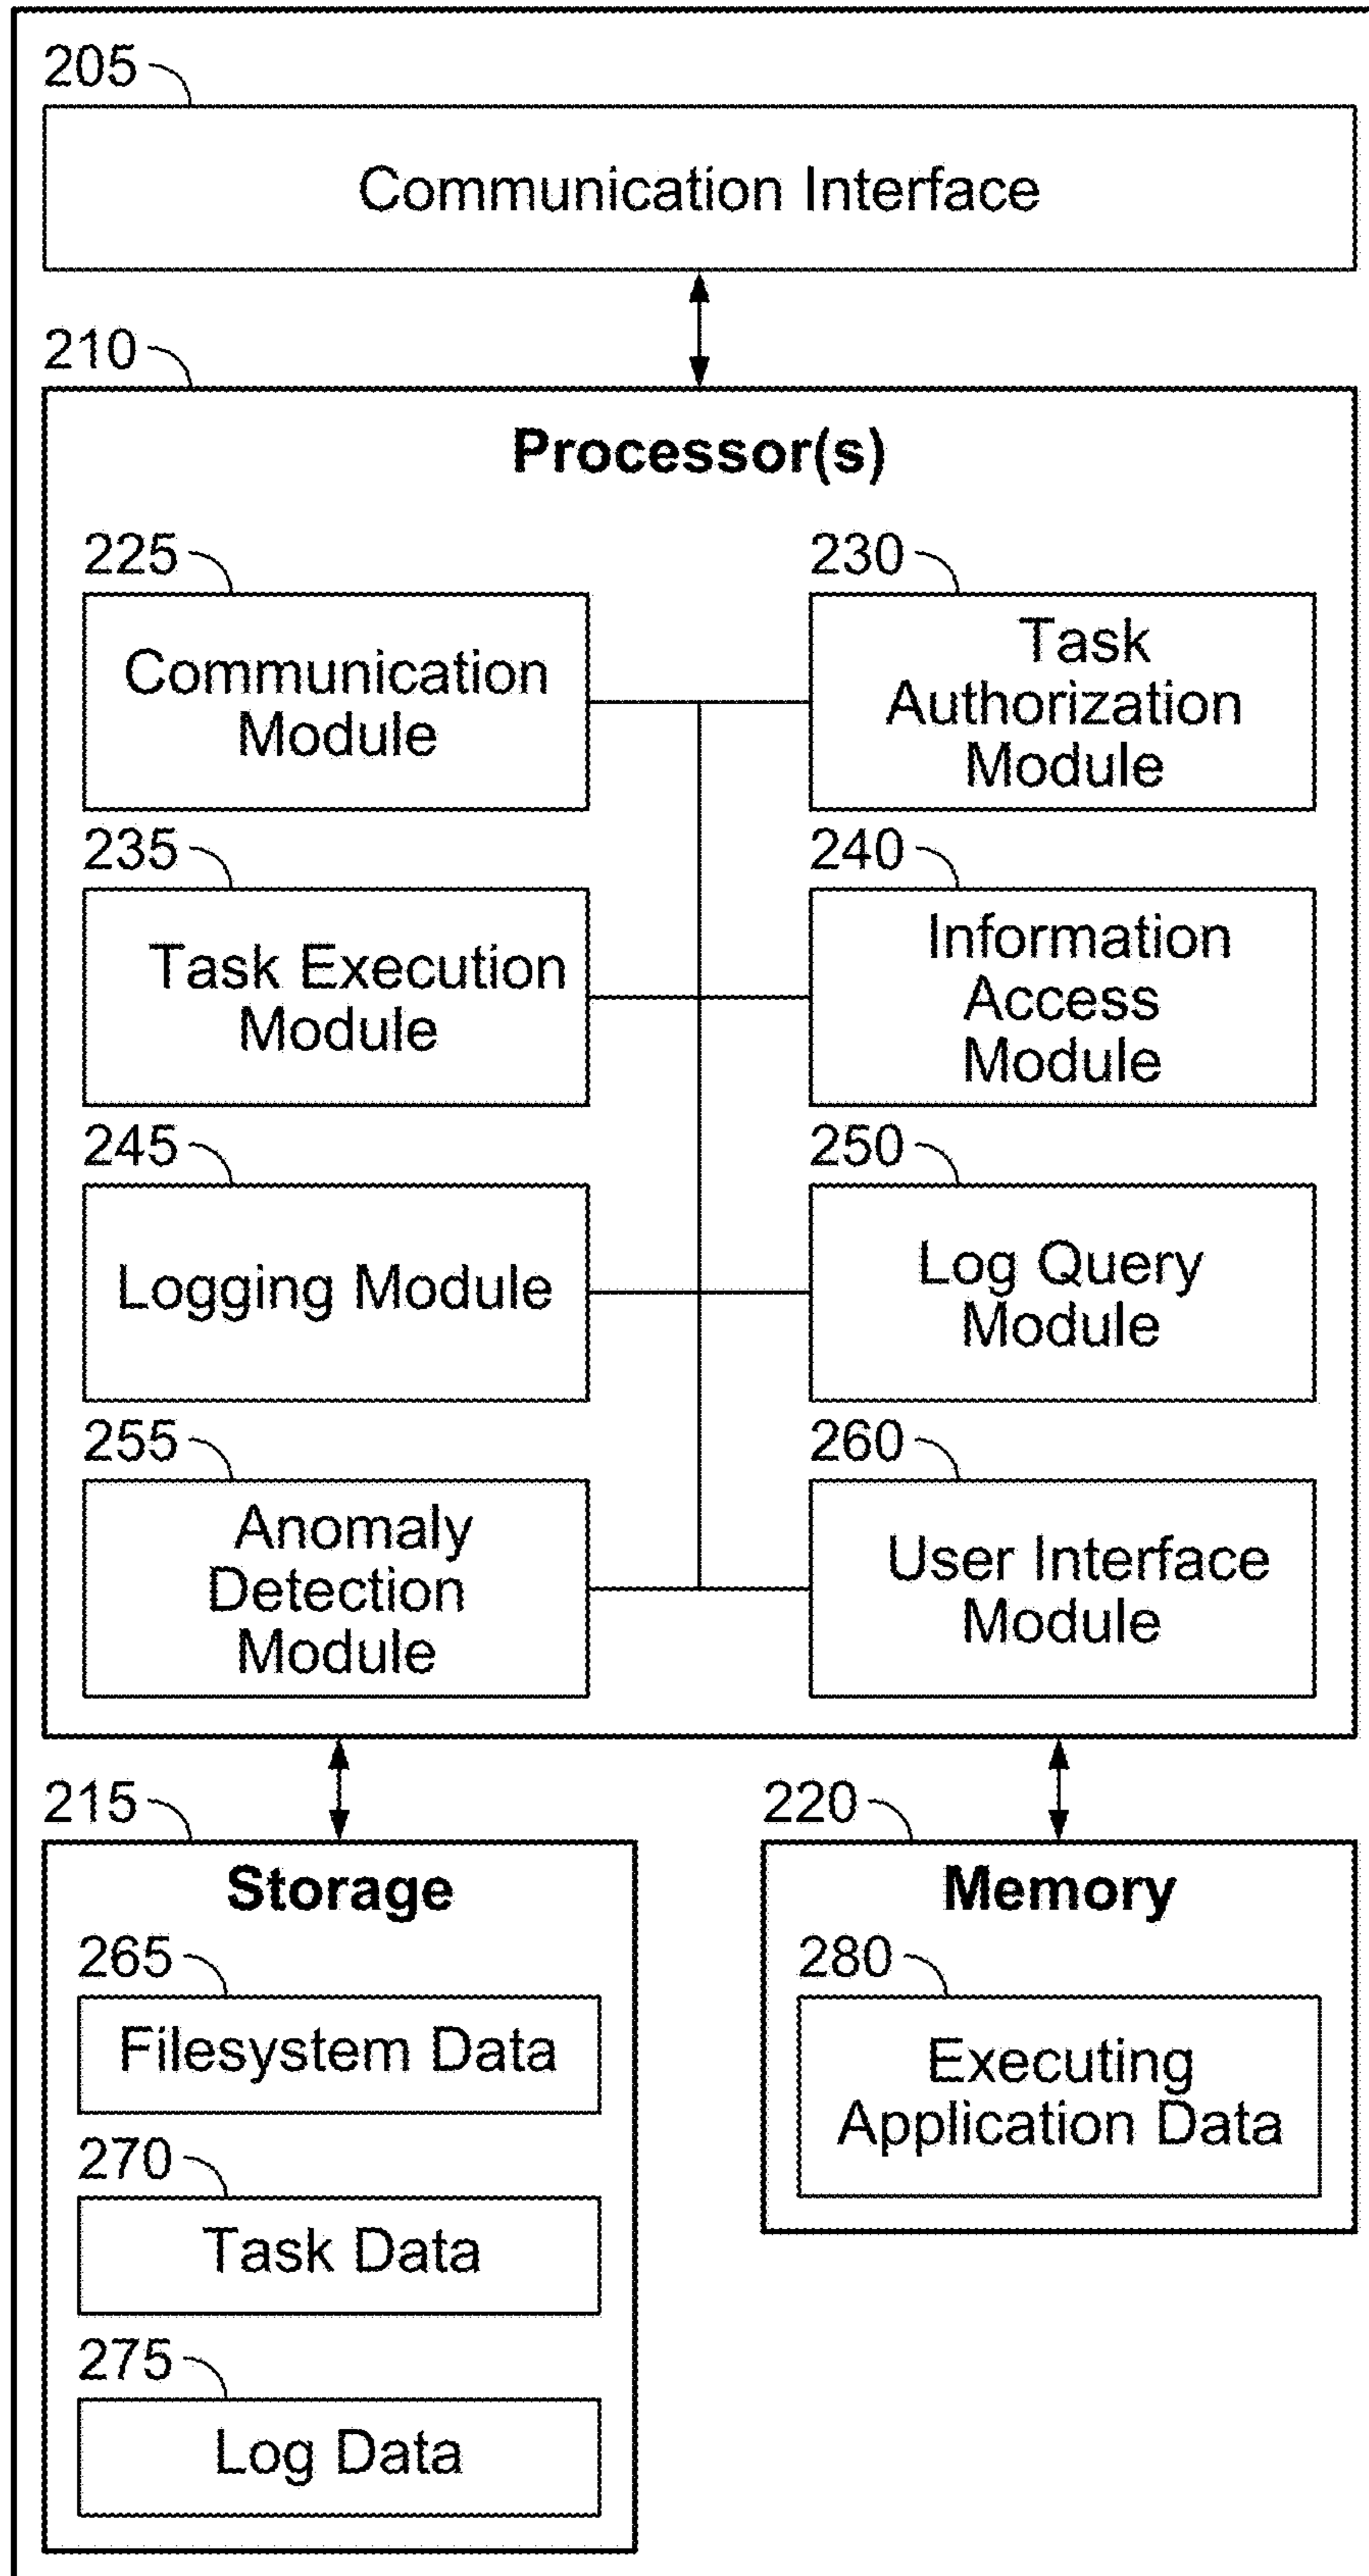 205
Communication Interface
210
Processor(s)
225
Communication
Module
230
Task
Authorization
Module
235
Task Execution
Module
240
Information
Access
Module
245
Logging Module
250
Log Query
Module
255
Anomaly
Detection
Module
260
User Interface
Module
215
Storage
265
Filesystem Data
270
Task Data
275
Log Data
220
Memory
280
Executing
Application Data